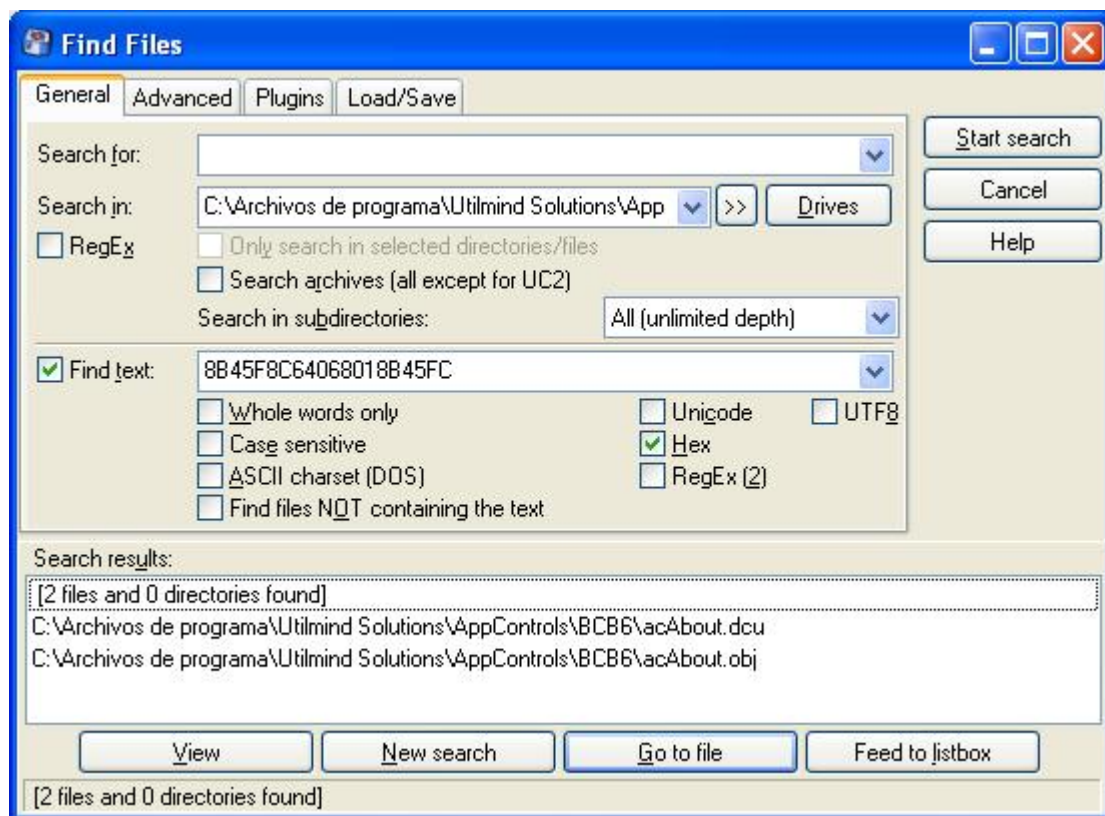 Find Files
General Advanced Plugins Load/Save
Search for:
Start search
Search in: C:\Archivos de programa\Utilmind Solutions\App >> Drives
Cancel
RegEx Only search in selected directories/files
Help
Search archives (all except for UC2)
Search in subdirectories: All (unlimited depth)
Find text: 8B45F8C64068018B45FC
Whole words only Unicode UTF8
Case sensitive Hex
ASCII charset (DOS) RegEx (2)
Find files NOT containing the text
Search results:
[2 files and 0 directories found]
C:\Archivos de programa\Utilmind Solutions\AppControls\BCB6\acAbout.dcu
C:\Archivos de programa\Utilmind Solutions\AppControls\BCB6\acAbout.obj
View New search Go to file Feed to listbox
[2 files and 0 directories found]